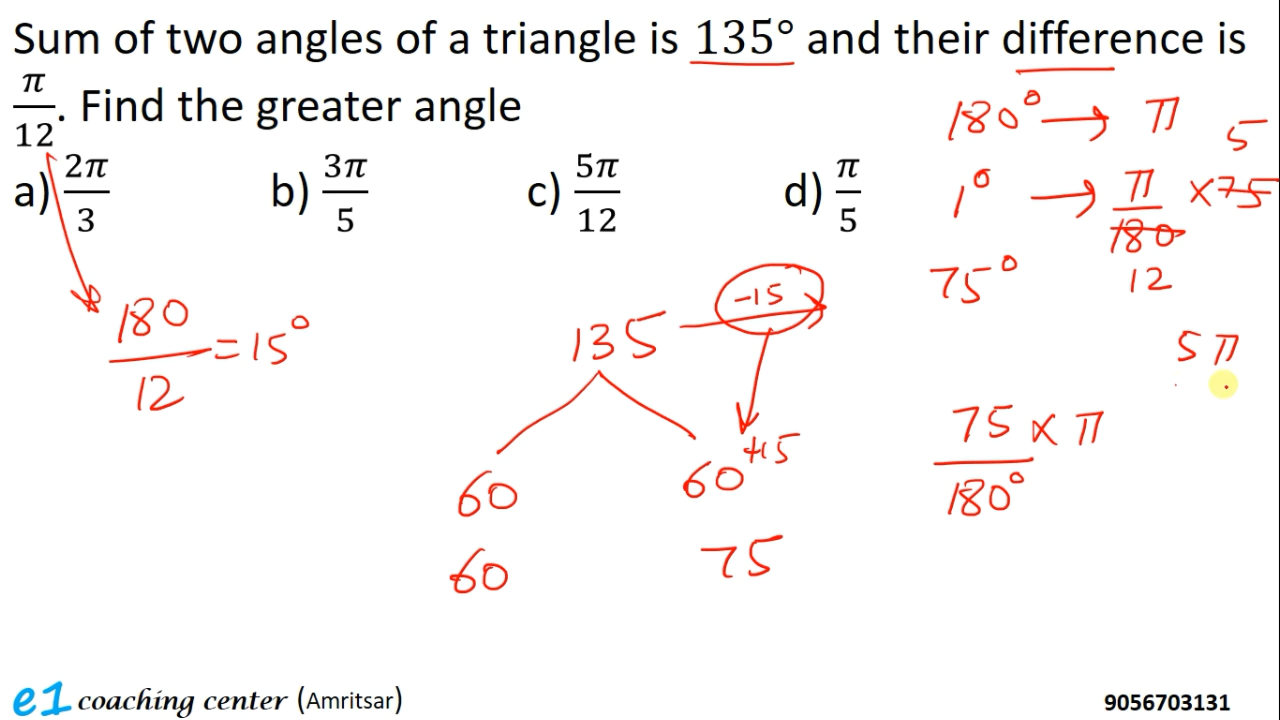 Sum of two angles of a triangle is 135° and their difference is
π/12. Find the greater angle
a) 2π/3 b) 3π/5 c) 5π/12 d) π/5
180° → π
1° → π/180 × 75
5
12
75°
180/12 = 15°
135 → -15
60 60 +15
60 75
5π
75 × π
180°
e1 coaching center (Amritsar)
9056703131